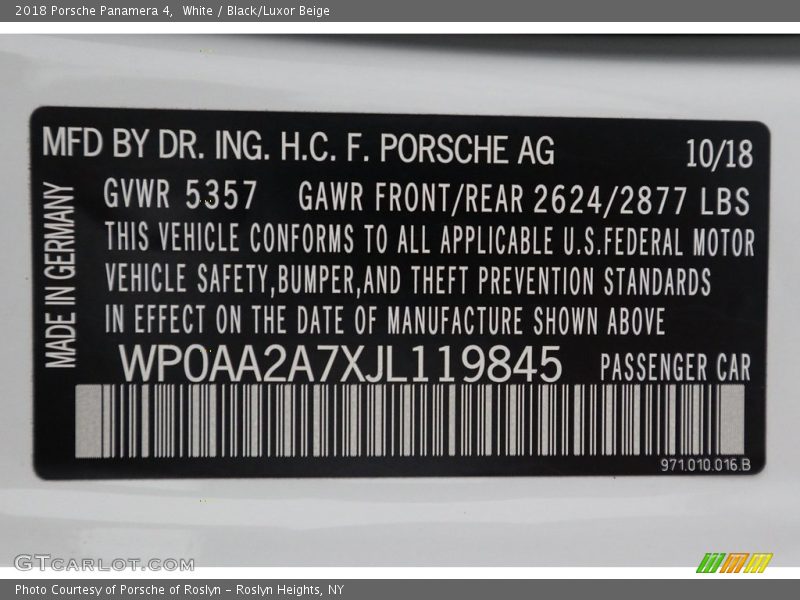 2018 Porsche Panamera 4,  White / Black/Luxor Beige
MFD BY DR. ING. H.C. F. PORSCHE AG 10/18
GVWR 5357 GAWR FRONT/REAR 2624/2877 LBS
THIS VEHICLE CONFORMS TO ALL APPLICABLE U.S.FEDERAL MOTOR
VEHICLE SAFETY,BUMPER,AND THEFT PREVENTION STANDARDS
IN EFFECT ON THE DATE OF MANUFACTURE SHOWN ABOVE
MADE IN GERMANY
WP0AA2A7XJL119845 PASSENGER CAR
971.010.016.B
GTCARLOT.COM
Photo Courtesy of Porsche of Roslyn - Roslyn Heights, NY